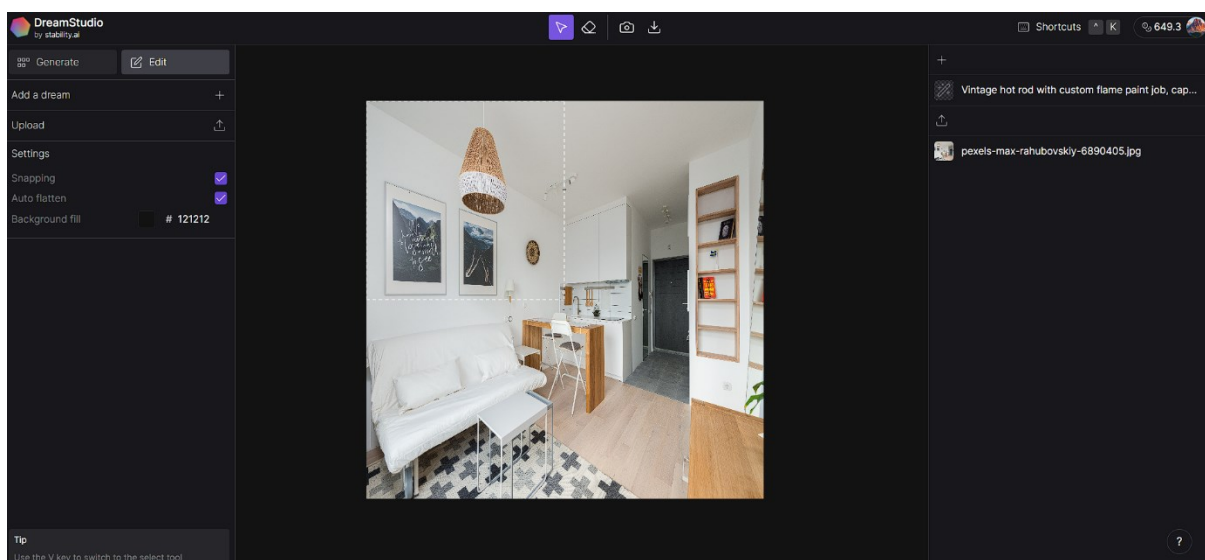 DreamStudio
by stability.ai
Shortcuts ^ K
649.3
Generate
Edit
Add a dream
+
Upload
Settings
Snapping
Auto flatten
Background fill
# 121212
+
Vintage hot rod with custom flame paint job, cap...
pexels-max-rahubovskiy-6890405.jpg
Tip
Use the V key to switch to the select tool
?